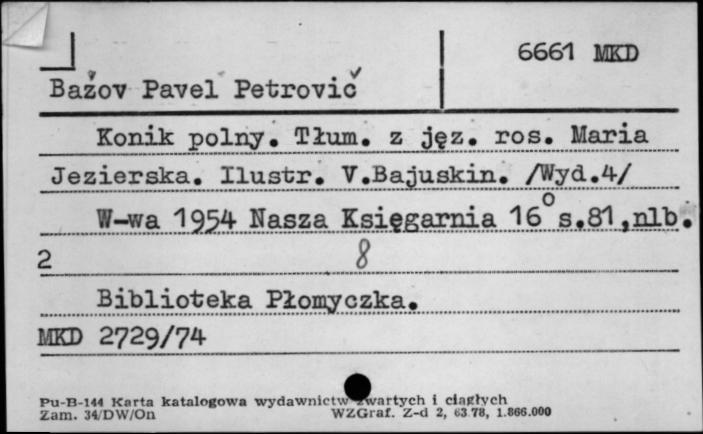 6661 MKD
Bažov Pavel Petrovič
Konik polny. Tłum. z jęz. ros. Maria
Jezierska. Ilustr. V.Bajuskin. /Wyd.4/
W-wa 1954 Nasza Księgarnia 16° s.81,nlb.
2 8
Biblioteka Płomyczka.
MKD 2729/74
Pu-B-144 Karta katalogowa wydawnictw zwartych i ciągłych
Zam. 34/DW/On WZGraf. Z-d 2, 63.78, 1.866.000